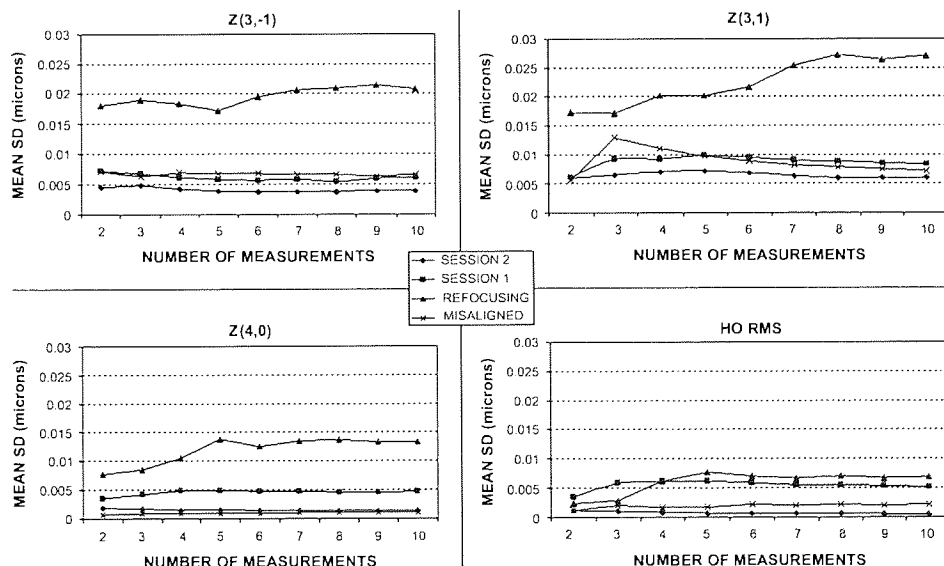 Z(3,-1)
MEAN SD (microns)
0.03
0.025
0.02
0.015
0.01
0.005
0
2 3 4 5 6 7 8 9 10
NUMBER OF MEASUREMENTS
Z(3,1)
MEAN SD (microns)
0.03
0.025
0.02
0.015
0.01
0.005
0
2 3 4 5 6 7 8 9 10
NUMBER OF MEASUREMENTS
SESSION 2
SESSION 1
REFOCUSING
MISALIGNED
Z(4,0)
MEAN SD (microns)
0.03
0.025
0.02
0.015
0.01
0.005
0
2 3 4 5 6 7 8 9 10
NUMBER OF MEASUREMENTS
HO RMS
MEAN SD (microns)
0.03
0.025
0.02
0.015
0.01
0.005
0
2 3 4 5 6 7 8 9 10
NUMBER OF MEASUREMENTS